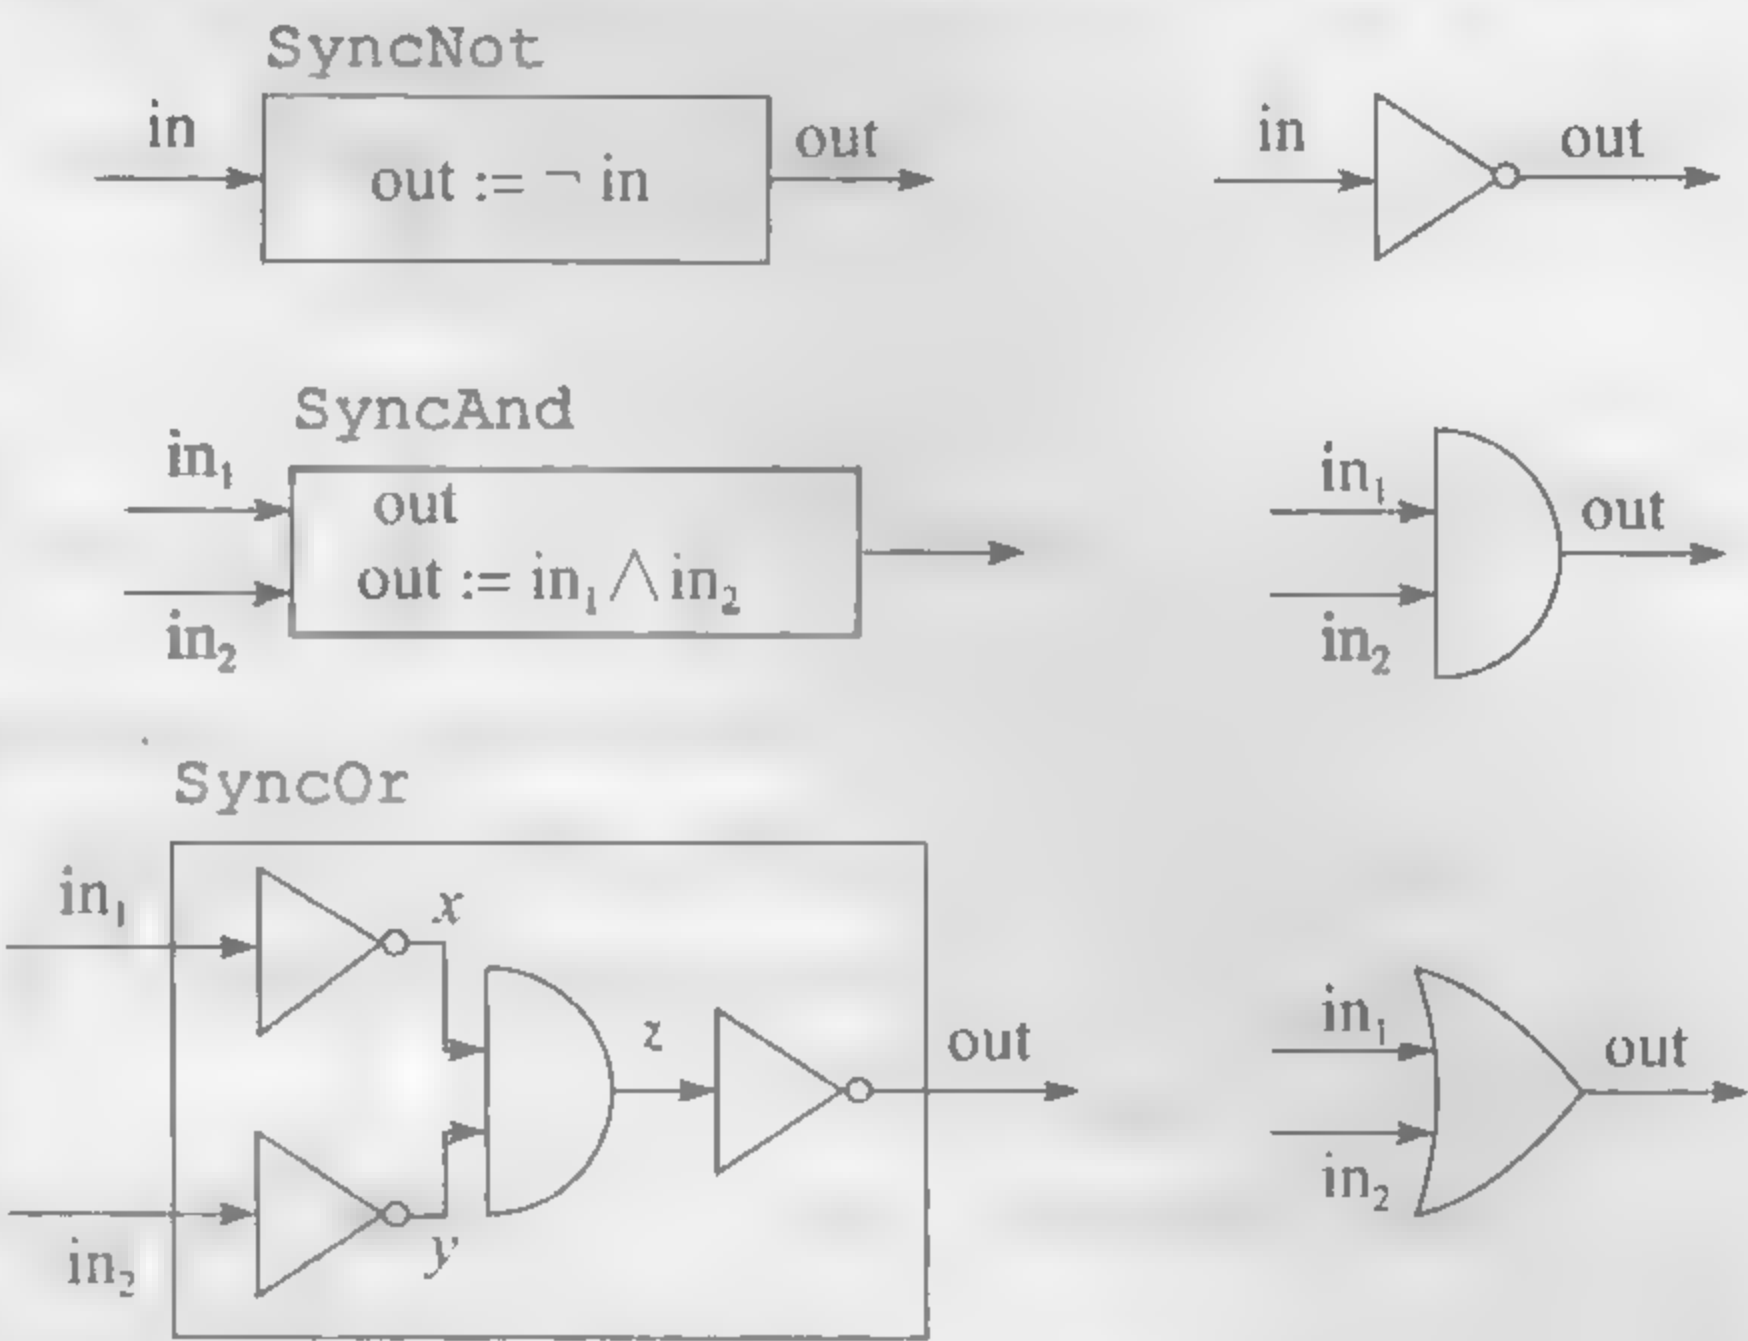 SyncNot
in out in out
out := ¬ in
SyncAnd
in₁ in₁
out out
out := in₁ ∧ in₂
in₂ in₂
SyncOr
in₁ x
z out in₁ out
in₂ y in₂